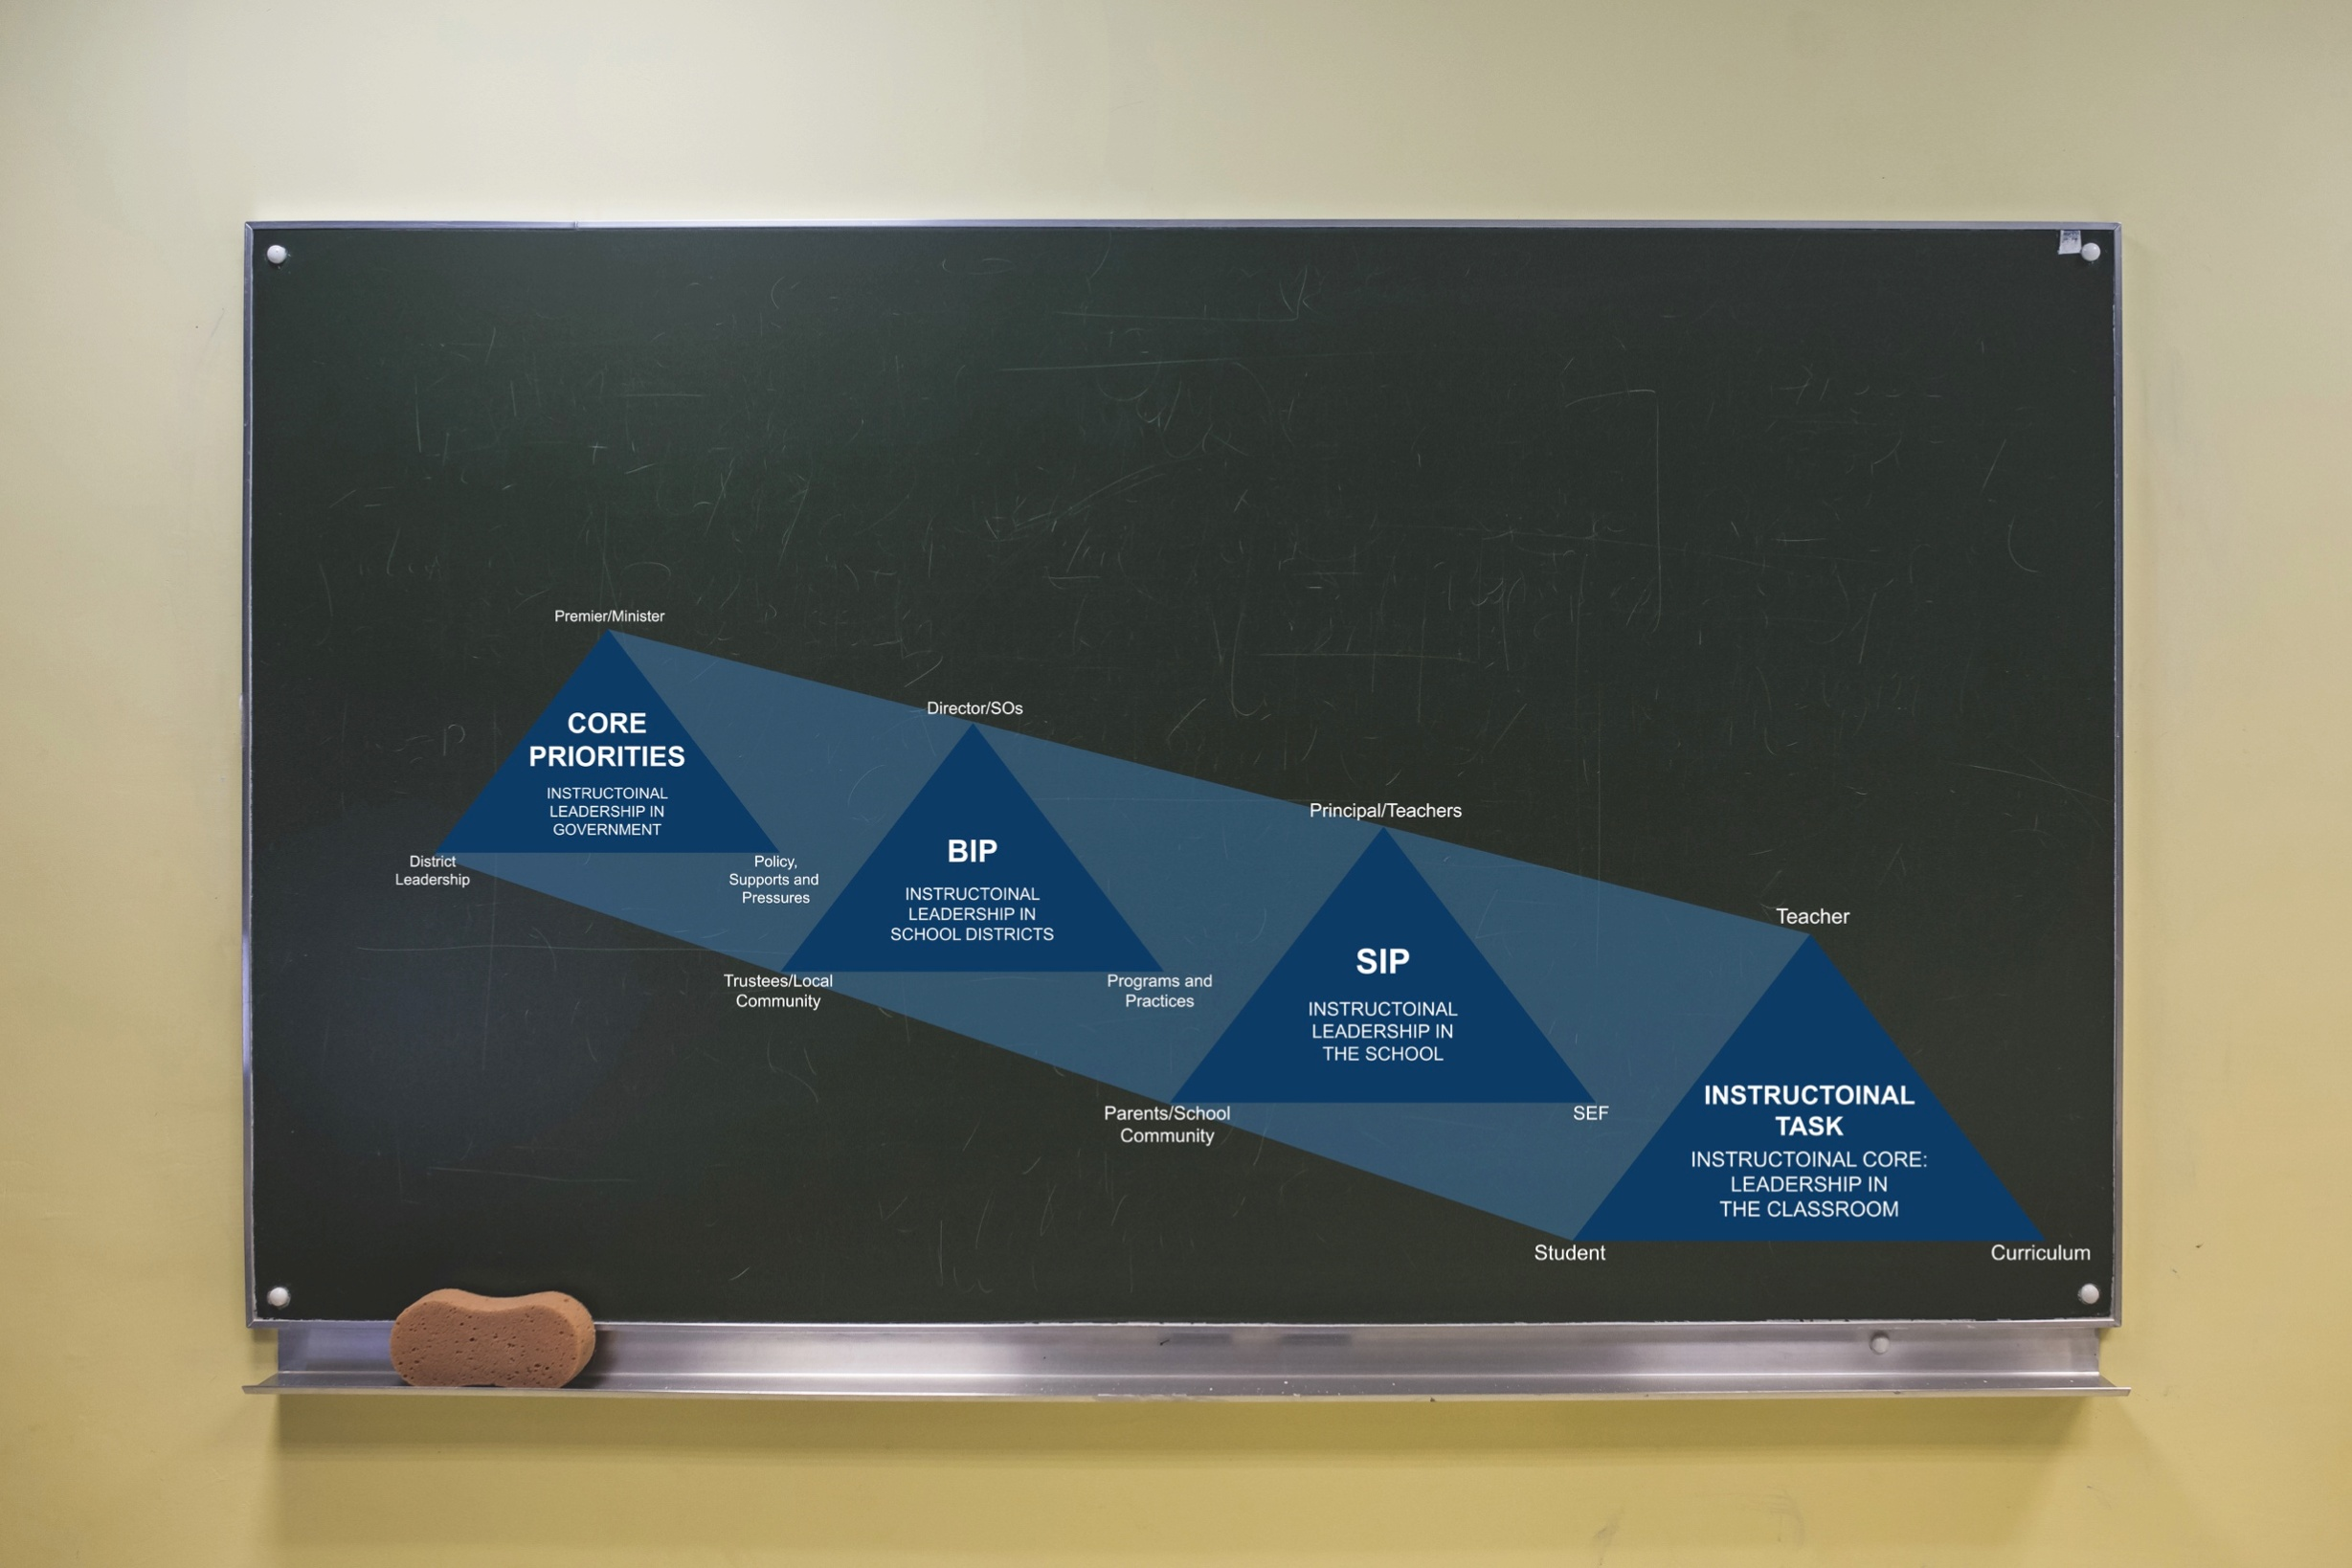 Premier/Minister
CORE
PRIORITIES
INSTRUCTOINAL
LEADERSHIP IN
GOVERNMENT
District
Leadership
Policy,
Supports and
Pressures
Director/SOs
BIP
INSTRUCTOINAL
LEADERSHIP IN
SCHOOL DISTRICTS
Trustees/Local
Community
Programs and
Practices
Principal/Teachers
SIP
INSTRUCTOINAL
LEADERSHIP IN
THE SCHOOL
Parents/School
Community
SEF
Teacher
INSTRUCTOINAL
TASK
INSTRUCTOINAL CORE:
LEADERSHIP IN
THE CLASSROOM
Student
Curriculum